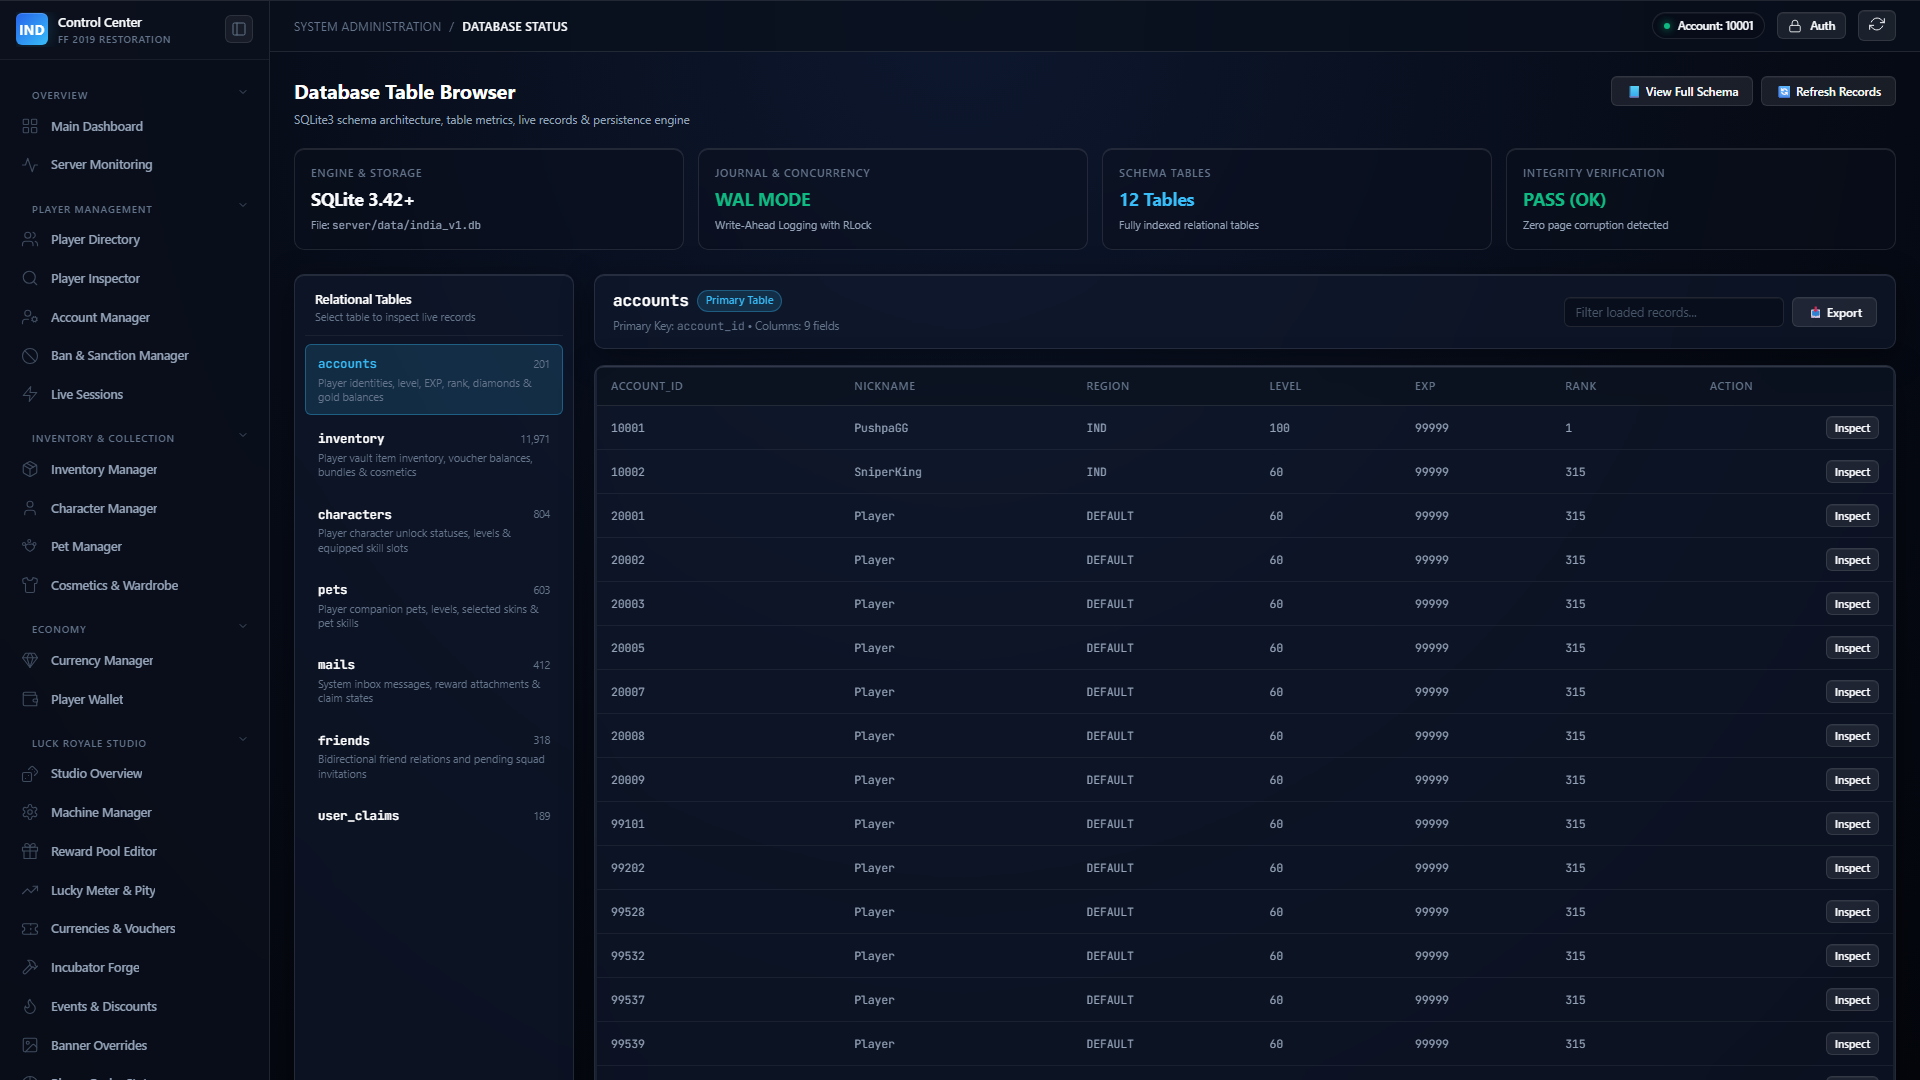 IND
Control Center
FF 2019 RESTORATION
OVERVIEW
Main Dashboard
Server Monitoring
PLAYER MANAGEMENT
Player Directory
Player Inspector
Account Manager
Ban & Sanction Manager
Live Sessions
INVENTORY & COLLECTION
Inventory Manager
Character Manager
Pet Manager
Cosmetics & Wardrobe
ECONOMY
Currency Manager
Player Wallet
LUCK ROYALE STUDIO
Studio Overview
Machine Manager
Reward Pool Editor
Lucky Meter & Pity
Currencies & Vouchers
Incubator Forge
Events & Discounts
Banner Overrides
SYSTEM ADMINISTRATION / DATABASE STATUS
Account: 10001
Auth
Database Table Browser
SQLite3 schema architecture, table metrics, live records & persistence engine
View Full Schema
Refresh Records
ENGINE & STORAGE
SQLite 3.42+
File: server/data/india_v1.db
JOURNAL & CONCURRENCY
WAL MODE
Write-Ahead Logging with RLock
SCHEMA TABLES
12 Tables
Fully indexed relational tables
INTEGRITY VERIFICATION
PASS (OK)
Zero page corruption detected
Relational Tables
Select table to inspect live records
accounts 201
Player identities, level, EXP, rank, diamonds &
gold balances
inventory 11,971
Player vault item inventory, voucher balances,
bundles & cosmetics
characters 804
Player character unlock statuses, levels &
equipped skill slots
pets 603
Player companion pets, levels, selected skins &
pet skills
mails 412
System inbox messages, reward attachments &
claim states
friends 318
Bidirectional friend relations and pending squad
invitations
user_claims 189
accounts Primary Table
Primary Key: account_id • Columns: 9 fields
Filter loaded records...
Export
ACCOUNT_ID NICKNAME REGION LEVEL EXP RANK ACTION
10001 PushpaGG IND 100 99999 1 Inspect
10002 SniperKing IND 60 99999 315 Inspect
20001 Player DEFAULT 60 99999 315 Inspect
20002 Player DEFAULT 60 99999 315 Inspect
20003 Player DEFAULT 60 99999 315 Inspect
20005 Player DEFAULT 60 99999 315 Inspect
20007 Player DEFAULT 60 99999 315 Inspect
20008 Player DEFAULT 60 99999 315 Inspect
20009 Player DEFAULT 60 99999 315 Inspect
99101 Player DEFAULT 60 99999 315 Inspect
99202 Player DEFAULT 60 99999 315 Inspect
99528 Player DEFAULT 60 99999 315 Inspect
99532 Player DEFAULT 60 99999 315 Inspect
99537 Player DEFAULT 60 99999 315 Inspect
99539 Player DEFAULT 60 99999 315 Inspect